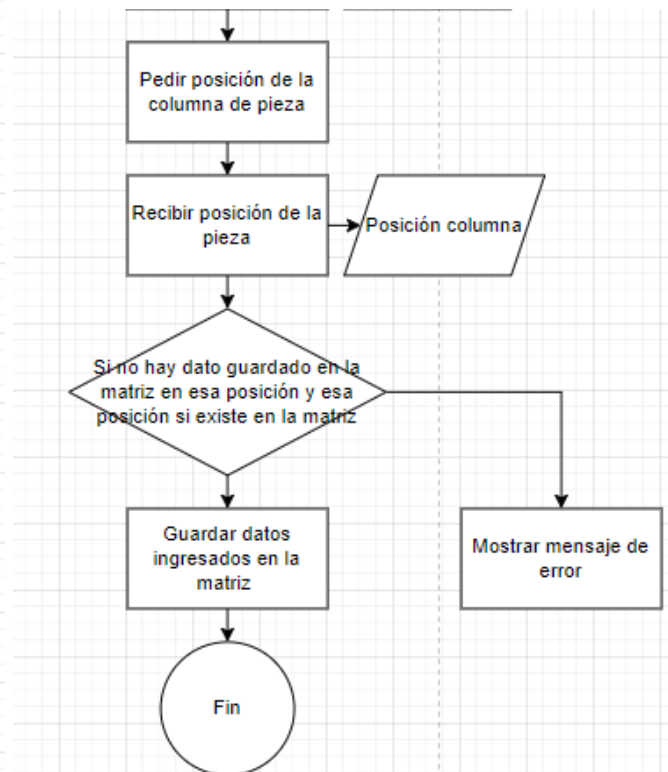 Pedir posición de la
columna de pieza
Recibir posición de la
pieza
Posición columna
Si no hay dato guardado en la
matriz en esa posición y esa
posición si existe en la matriz
Guardar datos
ingresados en la
matriz
Mostrar mensaje de
error
Fin